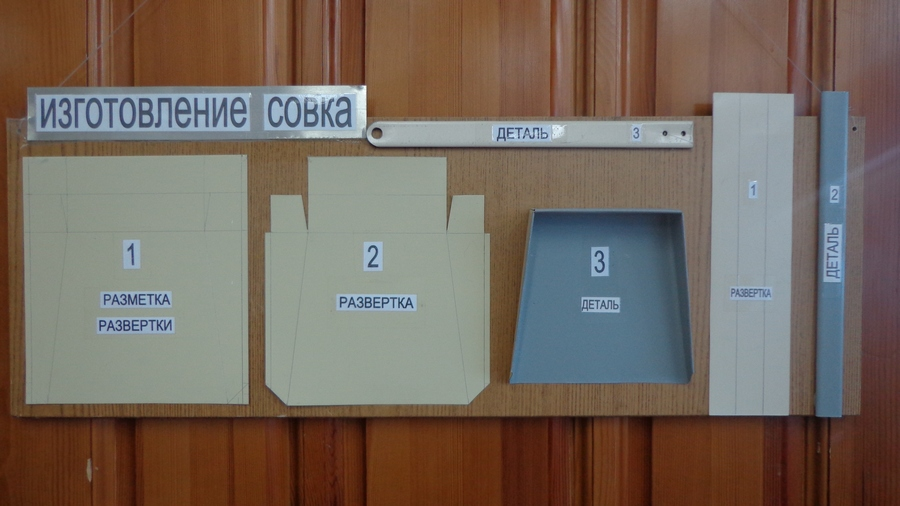 ИЗГОТОВЛЕНИЕ СОВКА
ДЕТАЛЬ 3
1
РАЗМЕТКА
РАЗВЕРТКИ
2
РАЗВЕРТКА
3
ДЕТАЛЬ
1
РАЗВЕРТКА
2
ДЕТАЛЬ